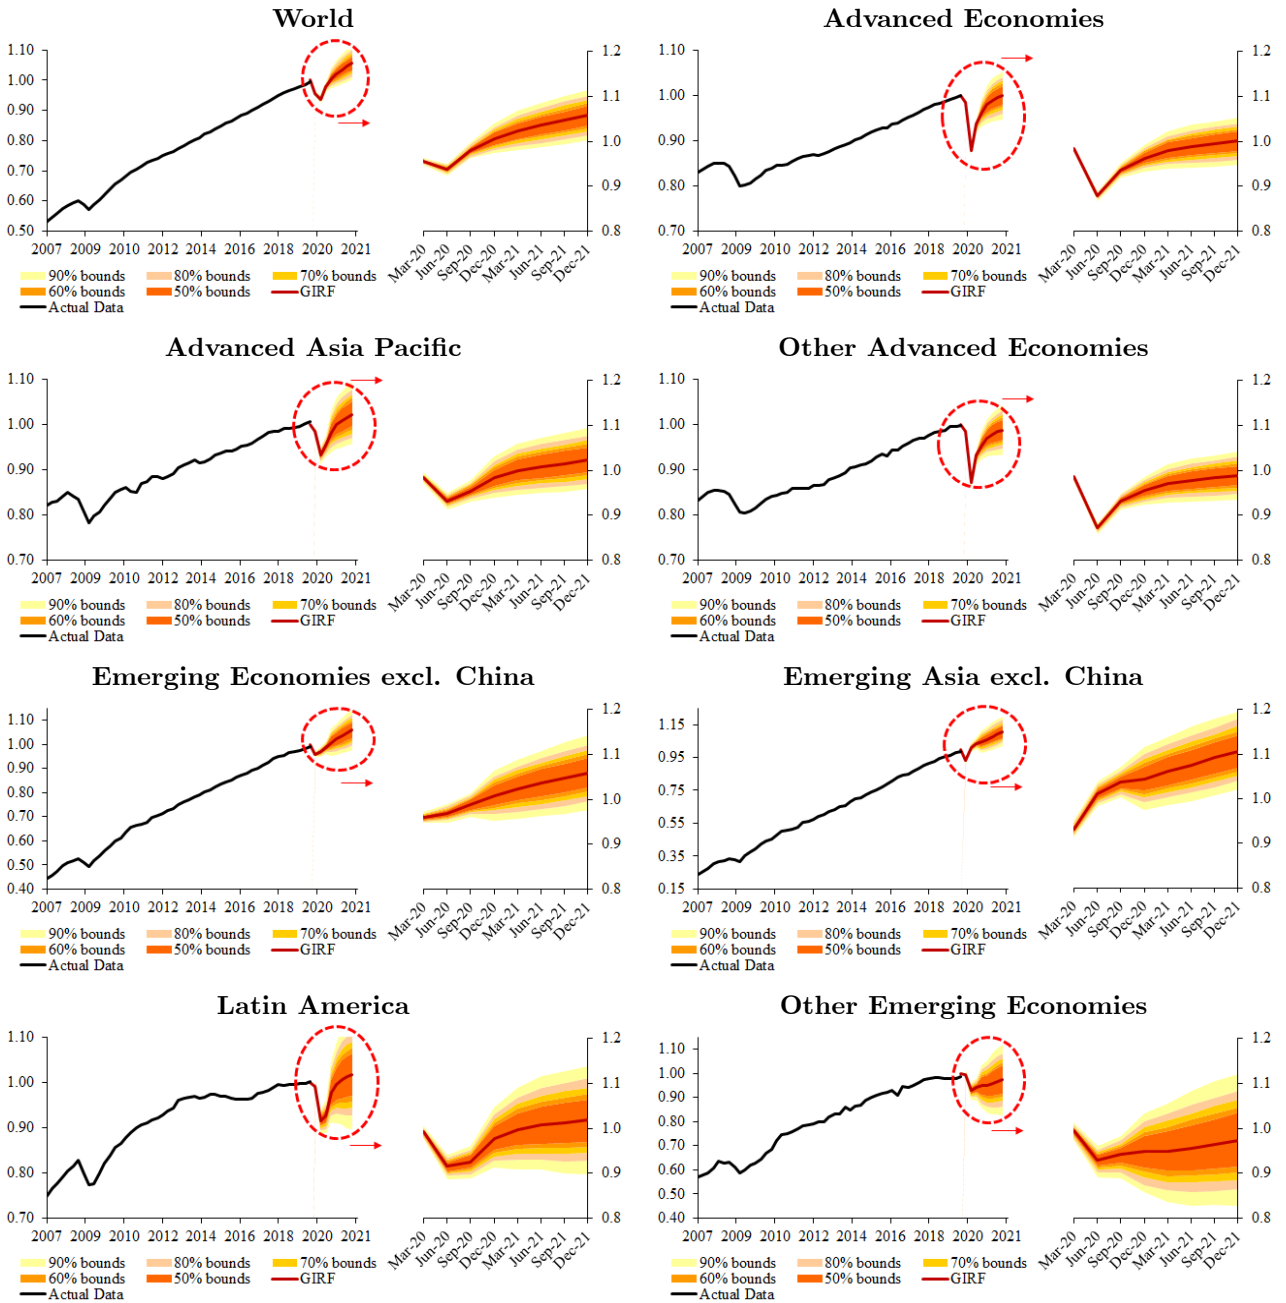 World
1.10
1.00
0.90
0.80
0.70
0.60
0.50
2007 2009 2010 2012 2014 2016 2018 2020 2021
1.2
1.1
1.0
0.9
0.8
Mar-20 Jun-20 Sep-20 Dec-20 Mar-21 Jun-21 Sep-21 Dec-21
90% bounds 80% bounds 70% bounds
60% bounds 50% bounds GIRF
Actual Data
Advanced Economies
1.10
1.00
0.90
0.80
0.70
2007 2009 2010 2012 2014 2016 2018 2020 2021
1.2
1.1
1.0
0.9
0.8
Mar-20 Jun-20 Sep-20 Dec-20 Mar-21 Jun-21 Sep-21 Dec-21
90% bounds 80% bounds 70% bounds
60% bounds 50% bounds GIRF
Actual Data
Advanced Asia Pacific
1.10
1.00
0.90
0.80
0.70
2007 2009 2010 2012 2014 2016 2018 2020 2021
1.2
1.1
1.0
0.9
0.8
Mar-20 Jun-20 Sep-20 Dec-20 Mar-21 Jun-21 Sep-21 Dec-21
90% bounds 80% bounds 70% bounds
60% bounds 50% bounds GIRF
Actual Data
Other Advanced Economies
1.10
1.00
0.90
0.80
0.70
2007 2009 2010 2012 2014 2016 2018 2020 2021
1.2
1.1
1.0
0.9
0.8
Mar-20 Jun-20 Sep-20 Dec-20 Mar-21 Jun-21 Sep-21 Dec-21
90% bounds 80% bounds 70% bounds
60% bounds 50% bounds GIRF
Actual Data
Emerging Economies excl. China
1.10
1.00
0.90
0.80
0.70
0.60
0.50
0.40
2007 2009 2010 2012 2014 2016 2018 2020 2021
1.2
1.1
1.0
0.9
0.8
Mar-20 Jun-20 Sep-20 Dec-20 Mar-21 Jun-21 Sep-21 Dec-21
90% bounds 80% bounds 70% bounds
60% bounds 50% bounds GIRF
Actual Data
Emerging Asia excl. China
1.15
0.95
0.75
0.55
0.35
0.15
2007 2009 2010 2012 2014 2016 2018 2020 2021
1.2
1.1
1.0
0.9
0.8
Mar-20 Jun-20 Sep-20 Dec-20 Mar-21 Jun-21 Sep-21 Dec-21
90% bounds 80% bounds 70% bounds
60% bounds 50% bounds GIRF
Actual Data
Latin America
1.10
1.00
0.90
0.80
0.70
2007 2009 2010 2012 2014 2016 2018 2020 2021
1.2
1.1
1.0
0.9
0.8
Mar-20 Jun-20 Sep-20 Dec-20 Mar-21 Jun-21 Sep-21 Dec-21
90% bounds 80% bounds 70% bounds
60% bounds 50% bounds GIRF
Actual Data
Other Emerging Economies
1.10
1.00
0.90
0.80
0.70
0.60
0.50
0.40
2007 2009 2010 2012 2014 2016 2018 2020 2021
1.2
1.1
1.0
0.9
0.8
Mar-20 Jun-20 Sep-20 Dec-20 Mar-21 Jun-21 Sep-21 Dec-21
90% bounds 80% bounds 70% bounds
60% bounds 50% bounds GIRF
Actual Data